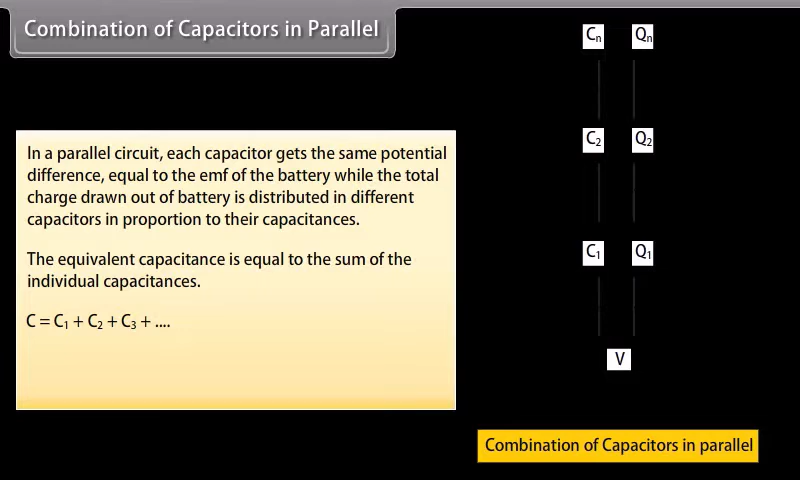 Combination of Capacitors in Parallel
In a parallel circuit, each capacitor gets the same potential
difference, equal to the emf of the battery while the total
charge drawn out of battery is distributed in different
capacitors in proportion to their capacitances.
The equivalent capacitance is equal to the sum of the
individual capacitances.
C = C₁ + C₂ + C₃ + ....
Cₙ Qₙ
C₂ Q₂
C₁ Q₁
V
Combination of Capacitors in parallel